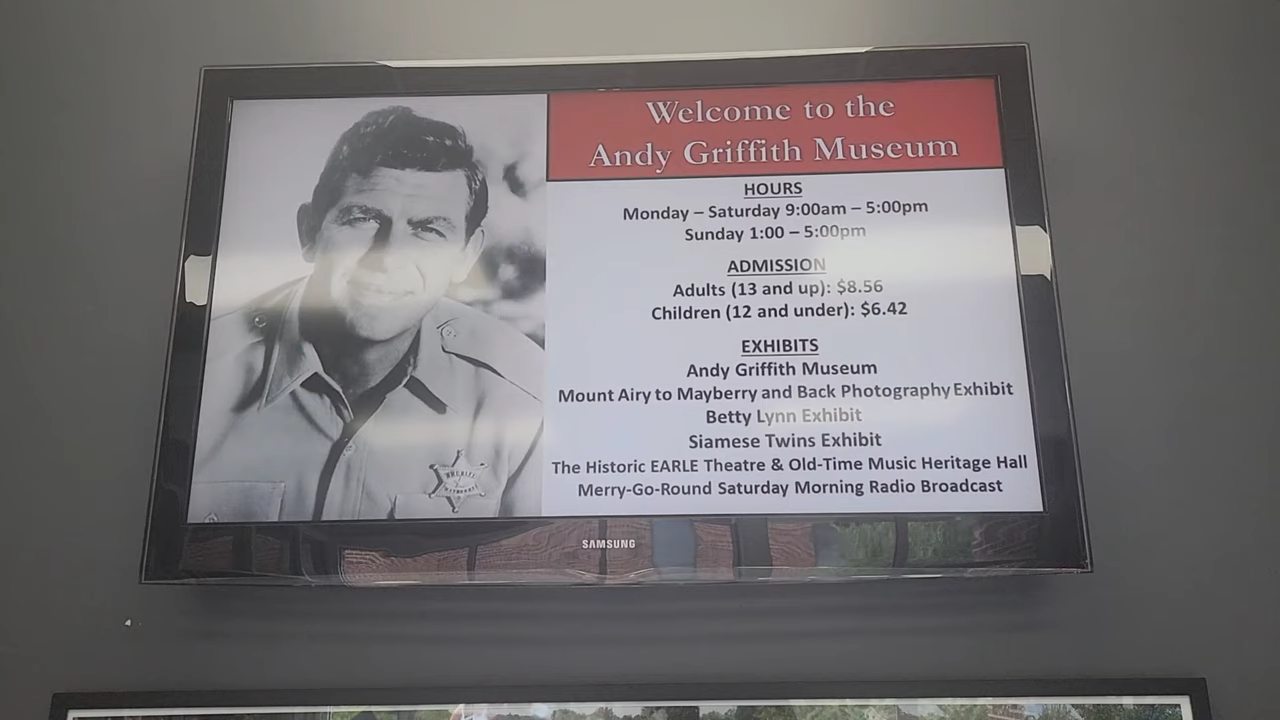 Welcome to the
Andy Griffith Museum
HOURS
Monday – Saturday 9:00am – 5:00pm
Sunday 1:00 – 5:00pm
ADMISSION
Adults (13 and up): $8.56
Children (12 and under): $6.42
EXHIBITS
Andy Griffith Museum
Mount Airy to Mayberry and Back Photography Exhibit
Betty Lynn Exhibit
Siamese Twins Exhibit
The Historic EARLE Theatre & Old-Time Music Heritage Hall
Merry-Go-Round Saturday Morning Radio Broadcast
SHERIFF
SAMSUNG